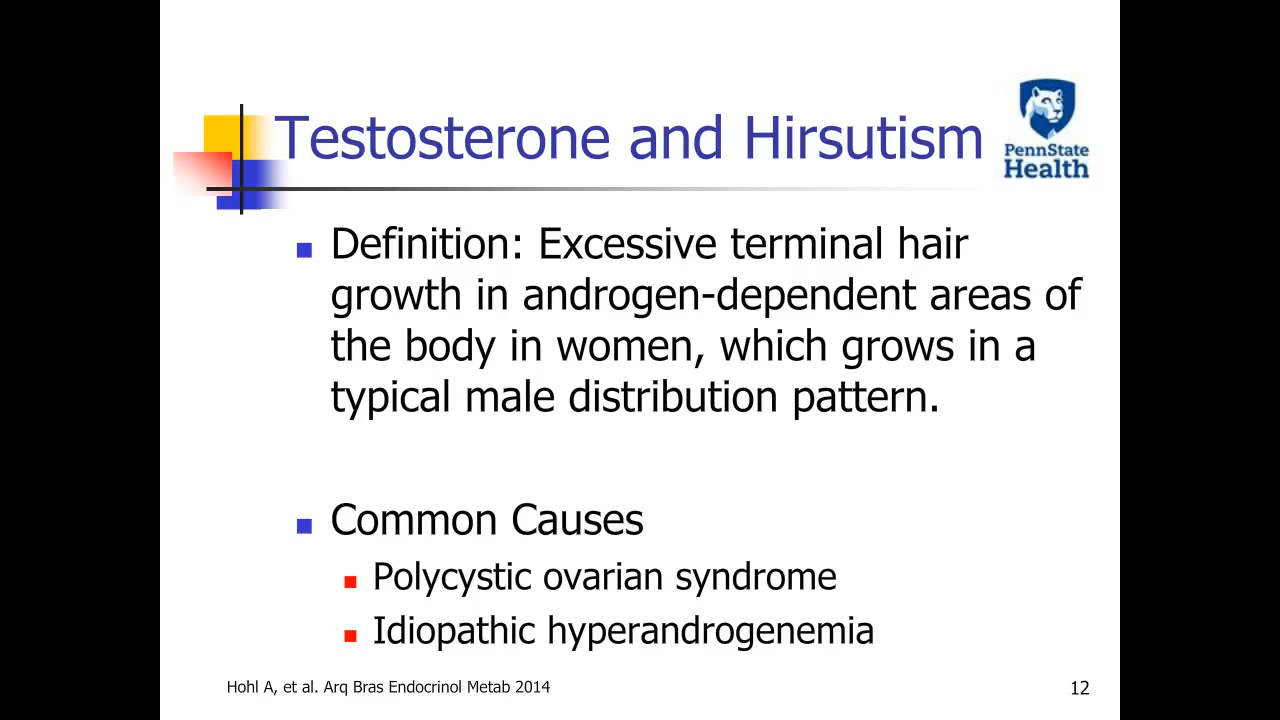 Testosterone and Hirsutism
PennState
Health
Definition: Excessive terminal hair
growth in androgen-dependent areas of
the body in women, which grows in a
typical male distribution pattern.
Common Causes
Polycystic ovarian syndrome
Idiopathic hyperandrogenemia
Hohl A, et al. Arq Bras Endocrinol Metab 2014
12